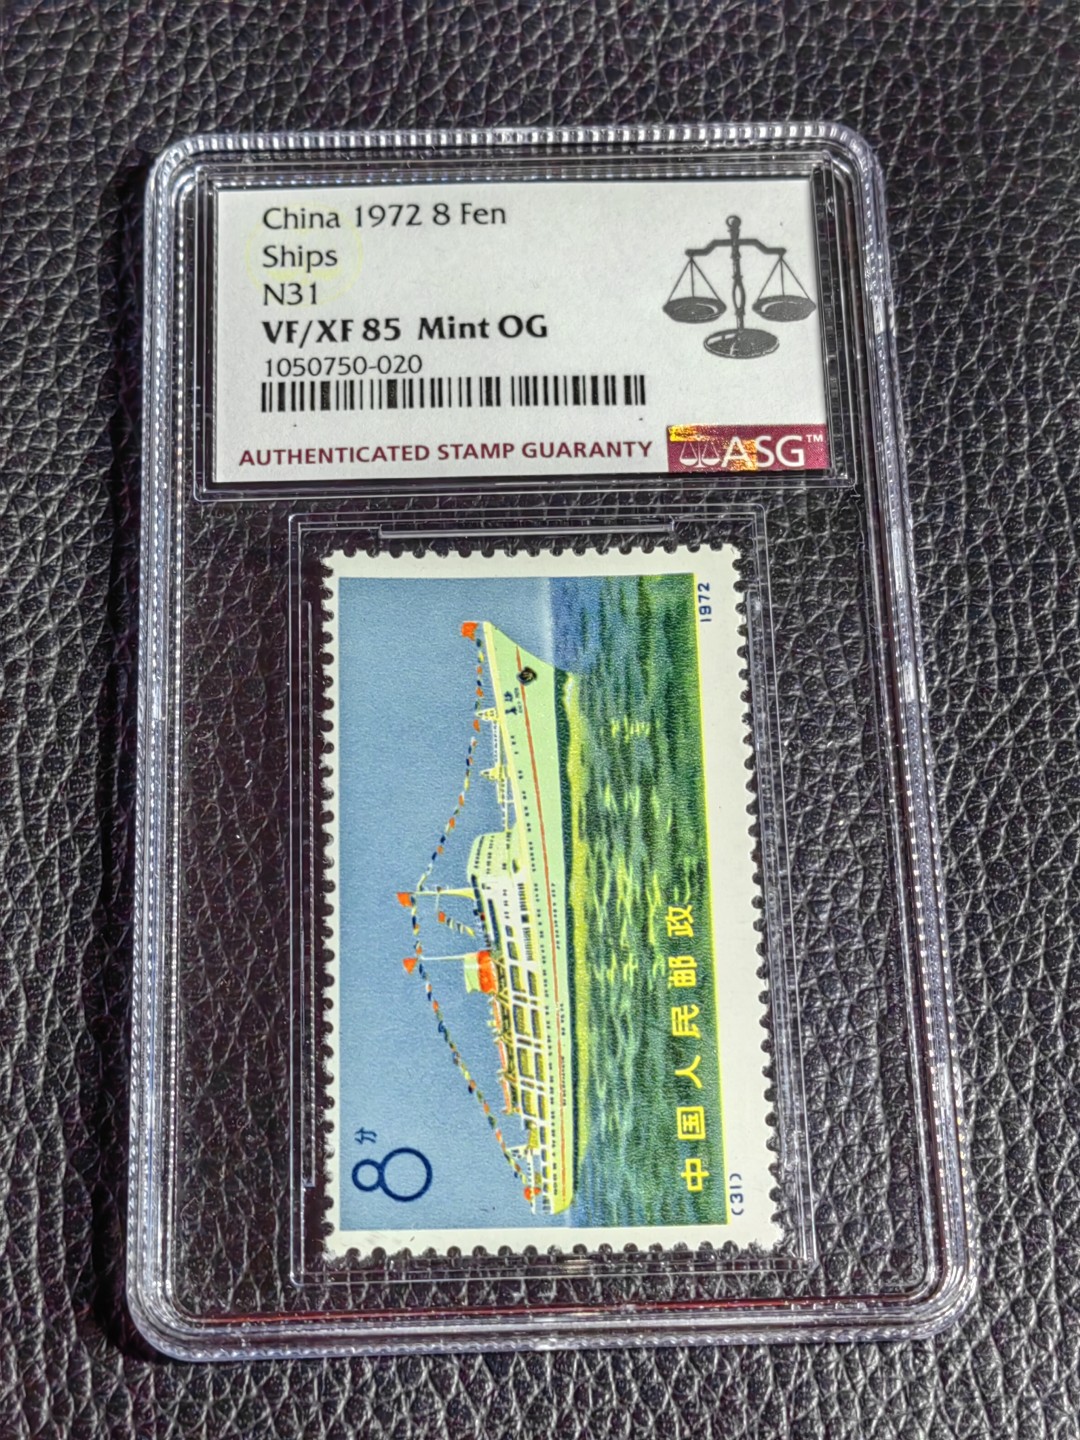 China 1972 8 Fen
Ships
N31
VF/XF 85 Mint OG
1050750-020
AUTHENTICATED STAMP GUARANTY
ASG™
8分
中国人民邮政
(31)
1972